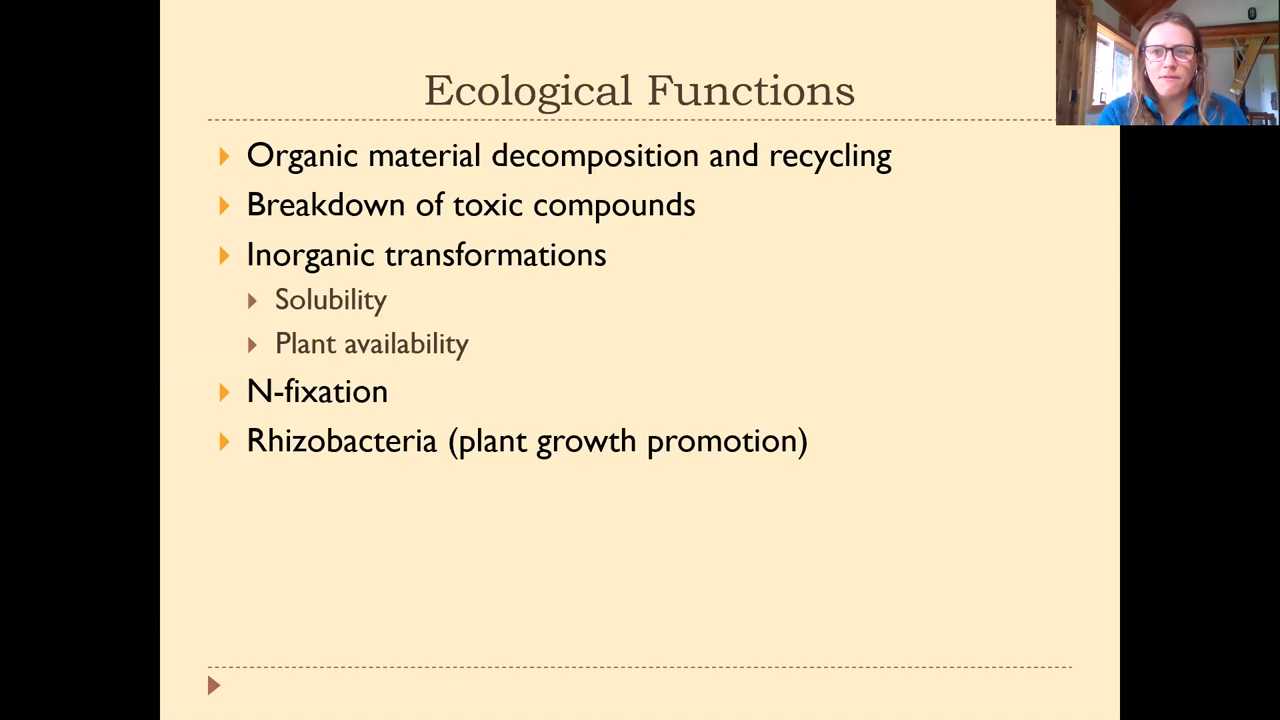 Ecological Functions
Organic material decomposition and recycling
Breakdown of toxic compounds
Inorganic transformations
Solubility
Plant availability
N-fixation
Rhizobacteria (plant growth promotion)